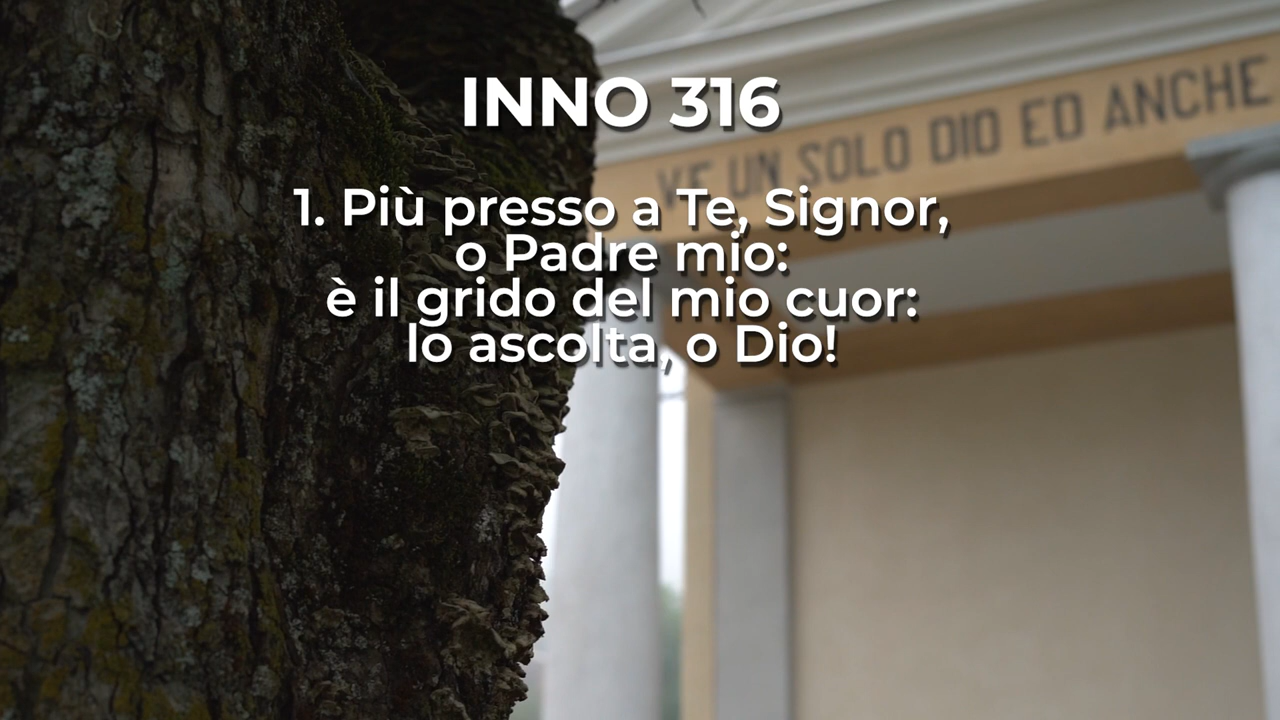 INNO 316
V'È UN SOLO DIO ED ANCHE
1. Più presso a Te, Signor,
o Padre mio:
è il grido del mio cuor:
lo ascolta, o Dio!